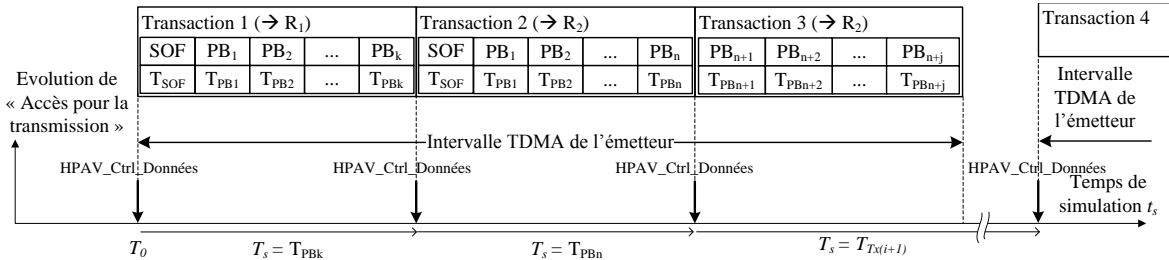 Transaction 1 (→ R1) Transaction 2 (→ R2) Transaction 3 (→ R2) Transaction 4
SOF PB1 PB2 ... PBk SOF PB1 PB2 ... PBn PBn+1 PBn+2 ... PBn+j
TSOF TPB1 TPB2 ... TPBk TSOF TPB1 TPB2 ... TPBn TPBn+1 TPBn+2 ... TPBn+j
Evolution de
« Accès pour la
transmission »
Intervalle
TDMA de
l'émetteur
Intervalle TDMA de l'émetteur
HPAV_Ctrl_Données HPAV_Ctrl_Données HPAV_Ctrl_Données HPAV_Ctrl_Données
Temps de
simulation ts
T0 Ts = TPBk Ts = TPBn Ts = TTx(i+1)